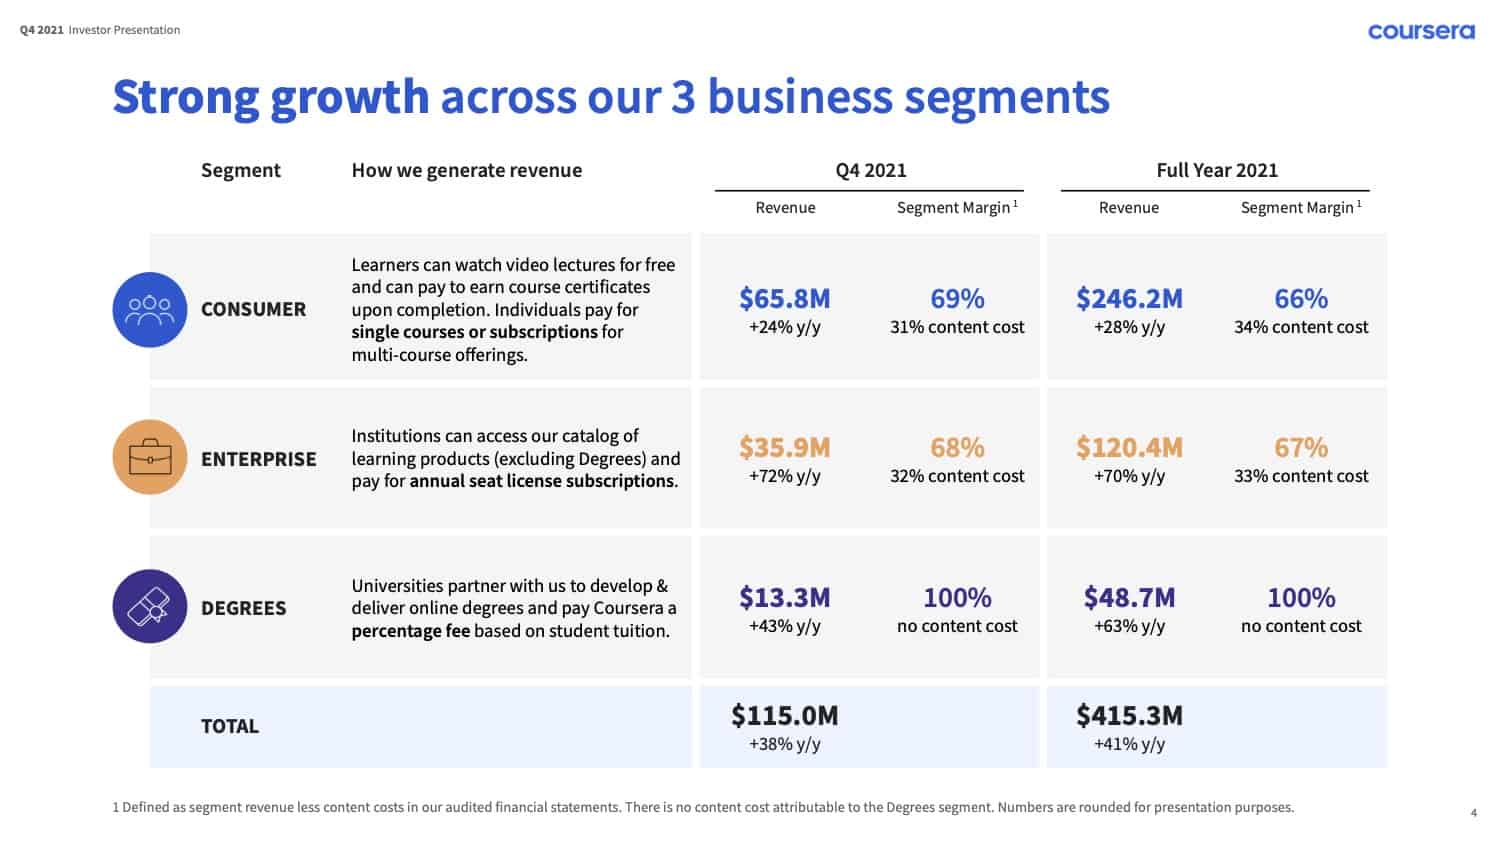 Q4 2021 Investor Presentation
coursera
Strong growth across our 3 business segments
Segment
How we generate revenue
Q4 2021
Full Year 2021
Revenue
Segment Margin 1
Revenue
Segment Margin 1
CONSUMER
Learners can watch video lectures for free
and can pay to earn course certificates
upon completion. Individuals pay for
single courses or subscriptions for
multi-course offerings.
$65.8M
+24% y/y
69%
31% content cost
$246.2M
+28% y/y
66%
34% content cost
ENTERPRISE
Institutions can access our catalog of
learning products (excluding Degrees) and
pay for annual seat license subscriptions.
$35.9M
+72% y/y
68%
32% content cost
$120.4M
+70% y/y
67%
33% content cost
DEGREES
Universities partner with us to develop &
deliver online degrees and pay Coursera a
percentage fee based on student tuition.
$13.3M
+43% y/y
100%
no content cost
$48.7M
+63% y/y
100%
no content cost
TOTAL
$115.0M
+38% y/y
$415.3M
+41% y/y
1 Defined as segment revenue less content costs in our audited financial statements. There is no content cost attributable to the Degrees segment. Numbers are rounded for presentation purposes.
4